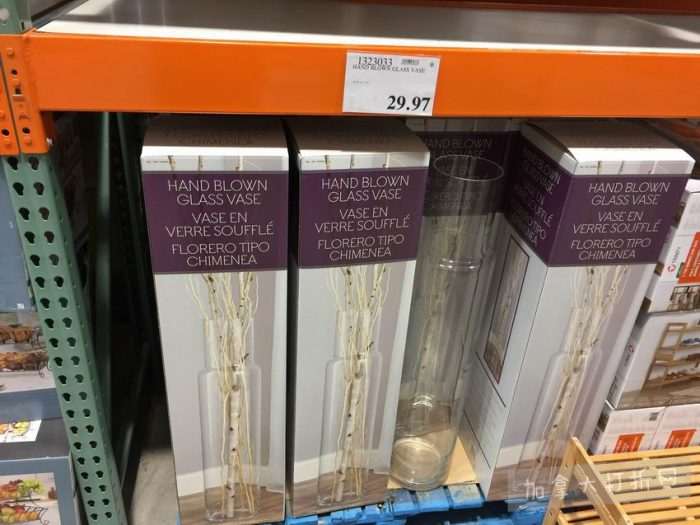 1323033
HAND BLOWN GLASS VASE
29.97
HAND BLOWN
GLASS VASE
VASE EN
VERRE SOUFFLÉ
FLORERO TIPO
CHIMENEA
HAND BLOWN
GLASS VASE
VASE EN
VERRE SOUFFLÉ
FLORERO TIPO
CHIMENEA
HAND BLOWN
HAND BLOWN
GLASS VASE
VASE EN
VERRE SOUFFLÉ
FLORERO TIPO
CHIMENEA
加拿大打折网